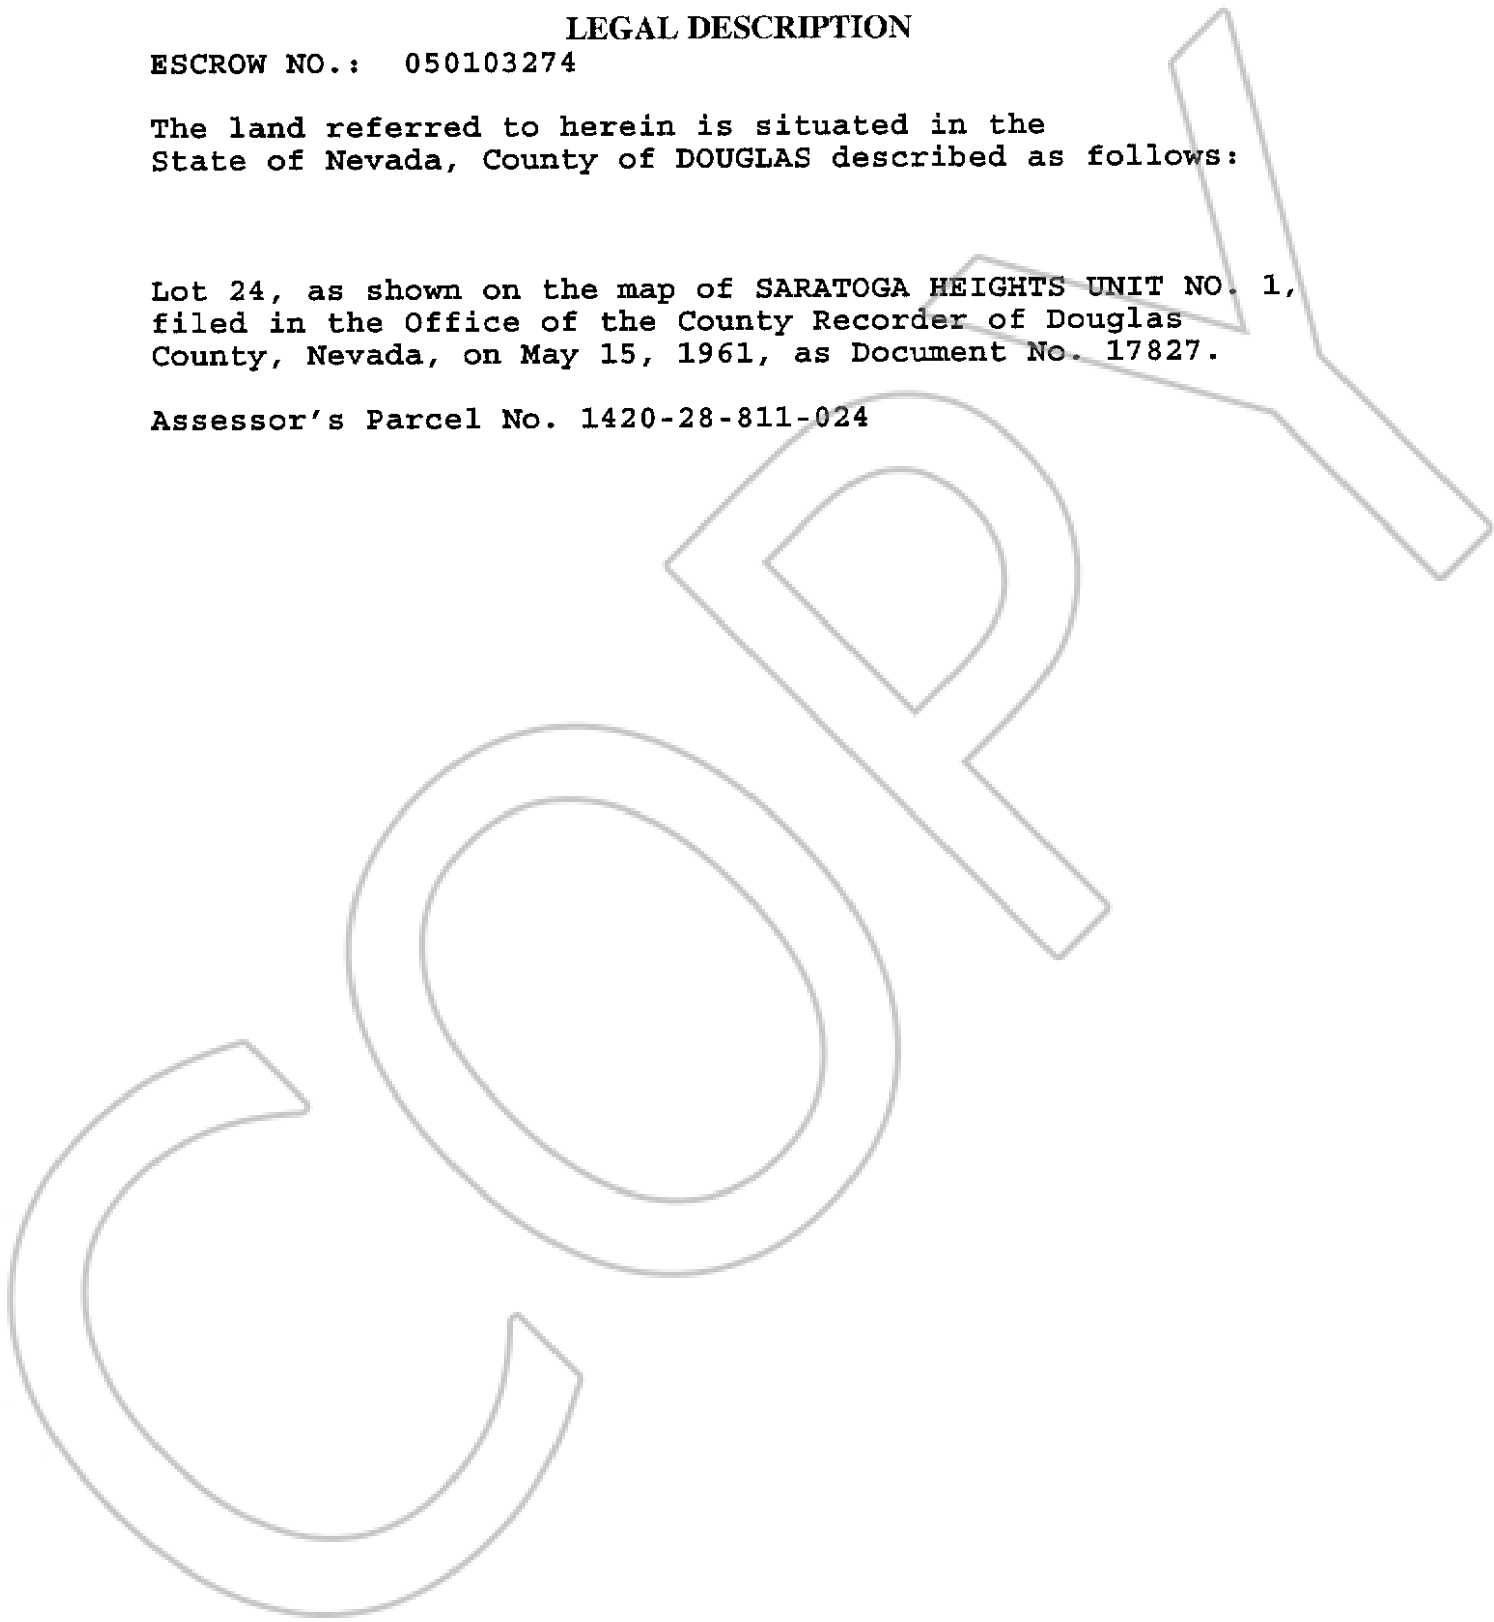 LEGAL DESCRIPTION
ESCROW NO.: 050103274
The land referred to herein is situated in the
State of Nevada, County of DOUGLAS described as follows:
Lot 24, as shown on the map of SARATOGA HEIGHTS UNIT NO. 1,
filed in the Office of the County Recorder of Douglas
County, Nevada, on May 15, 1961, as Document No. 17827.
Assessor's Parcel No. 1420-28-811-024
COPY